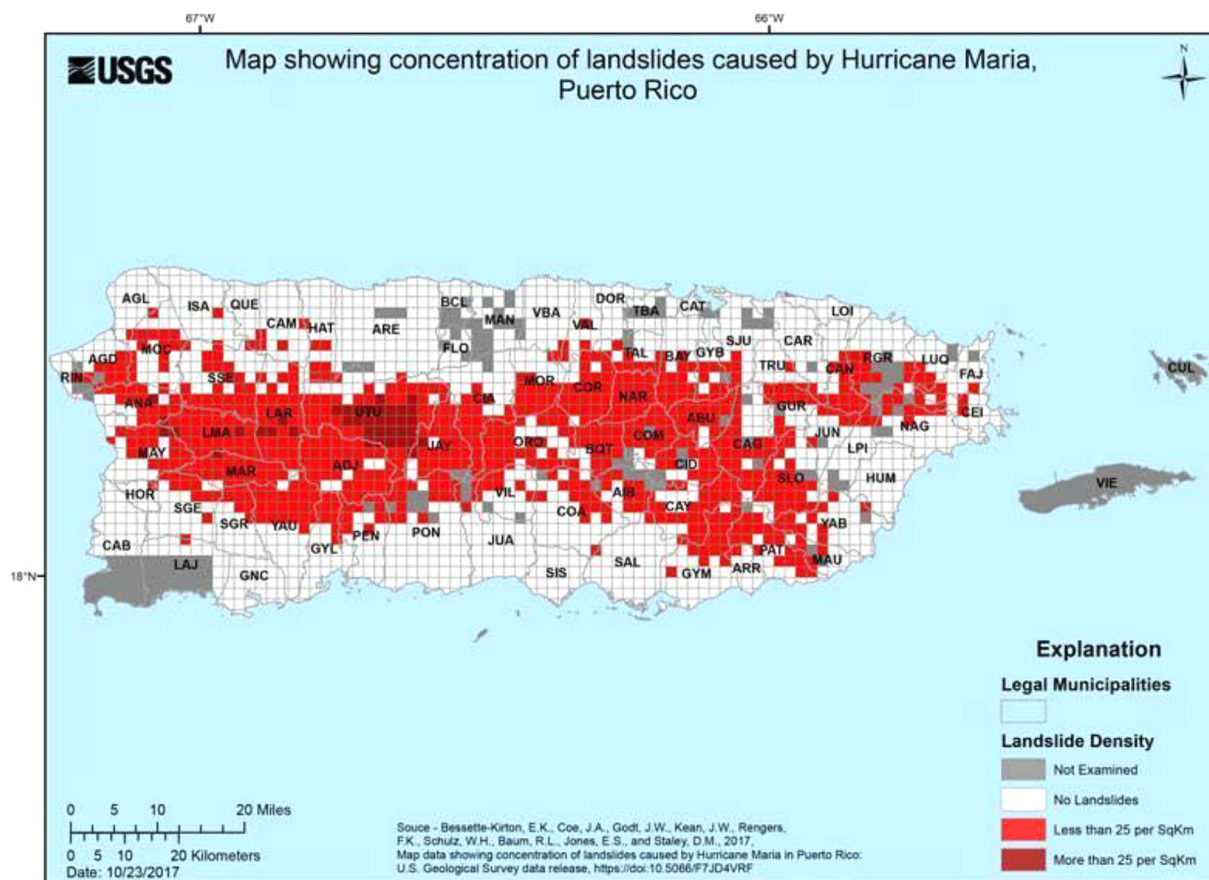 67°W
66°W
USGS
Map showing concentration of landslides caused by Hurricane Maria,
Puerto Rico
N
AGL
ISA
QUE
CAM
HAT
ARE
BCL
MAN
VBA
DOR
TBA
CAT
VAL
LOI
SJU
CAR
AGD
MOC
FLO
TAL
BAY
GYB
TRU
CAN
RGR
LUQ
FAJ
CUL
RIN
SSE
MOR
COR
NAR
GUR
CEI
ANA
LAR
UTU
CIA
ABU
NAG
LMA
JAY
ORO
BQT
COM
CAG
JUN
LPI
MAY
MAR
ADJ
CID
SLO
HUM
VIE
HOR
SGE
VIL
COA
AIB
CAY
SGR
YAU
GYL
PEN
PON
JUA
YAB
CAB
LAJ
GNC
SIS
SAL
GYM
ARR
PAT
MAU
18°N
Explanation
Legal Municipalities
Landslide Density
Not Examined
No Landslides
Less than 25 per SqKm
More than 25 per SqKm
0 5 10 20 Miles
0 5 10 20 Kilometers
Date: 10/23/2017
Souce - Bessette-Kirton, E.K., Coe, J.A., Godt, J.W., Kean, J.W., Rengers,
F.K., Schulz, W.H., Baum, R.L., Jones, E.S., and Staley, D.M., 2017,
Map data showing concentration of landslides caused by Hurricane Maria in Puerto Rico:
U.S. Geological Survey data release, https://doi:10.5066/F7JD4VRF